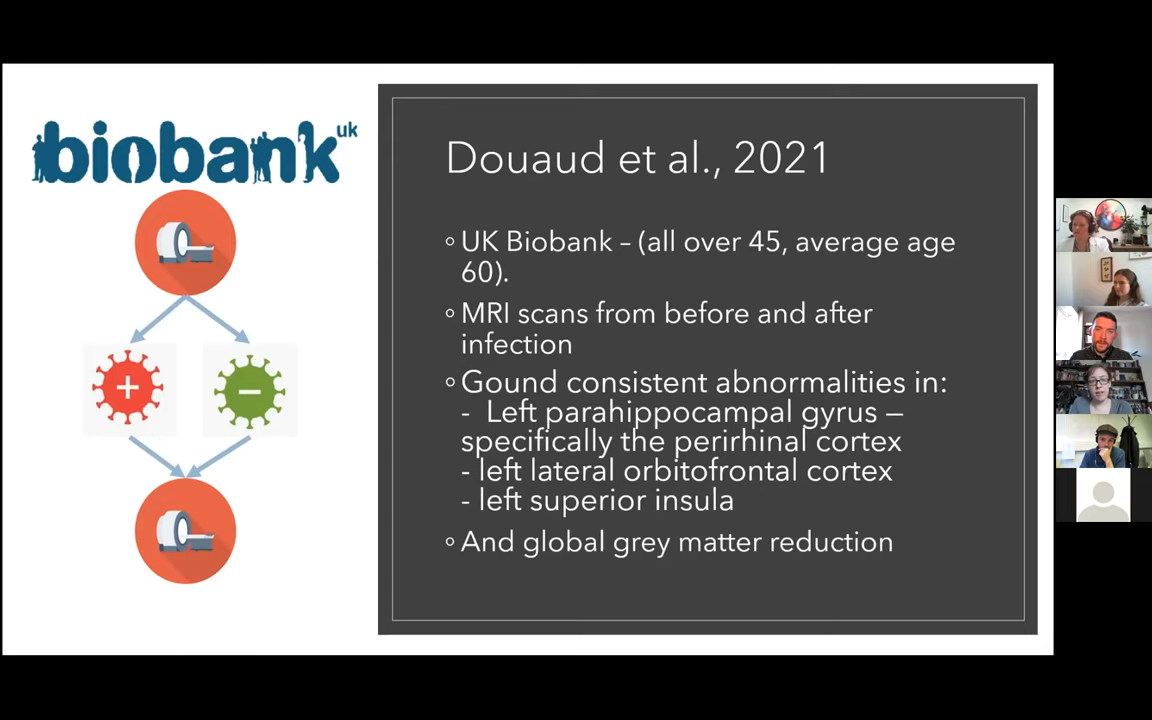 biobank uk
Douaud et al., 2021
◦ UK Biobank – (all over 45, average age
60).
◦ MRI scans from before and after
infection
◦ Gound consistent abnormalities in:
- Left parahippocampal gyrus –
specifically the perirhinal cortex
- left lateral orbitofrontal cortex
- left superior insula
◦ And global grey matter reduction